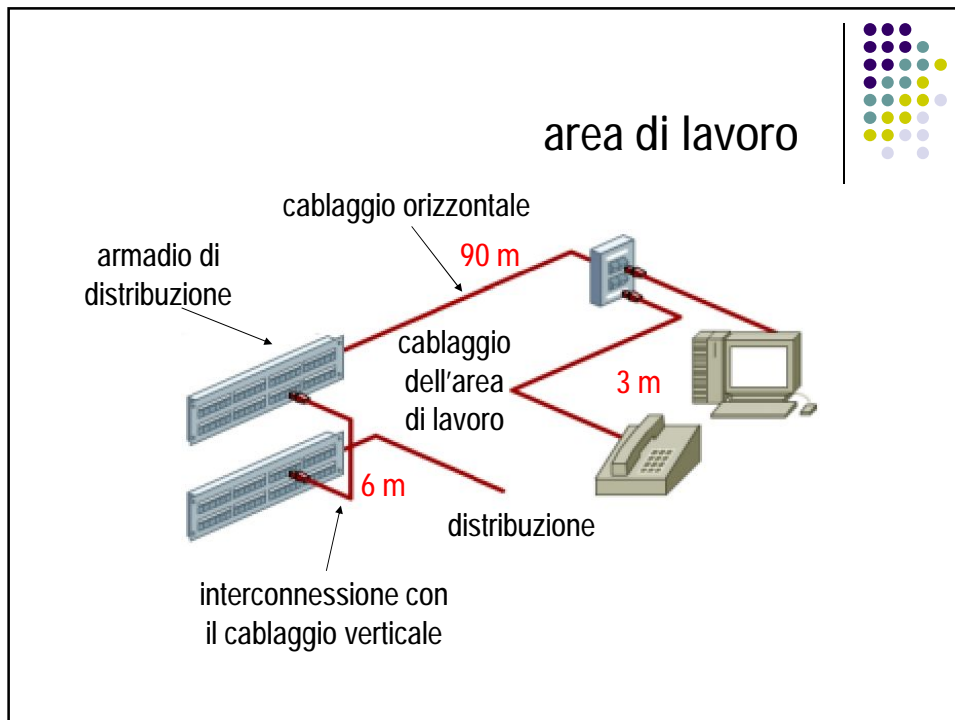 area di lavoro
cablaggio orizzontale
90 m
armadio di
distribuzione
cablaggio
dell'area
di lavoro
3 m
6 m
distribuzione
interconnessione con
il cablaggio verticale